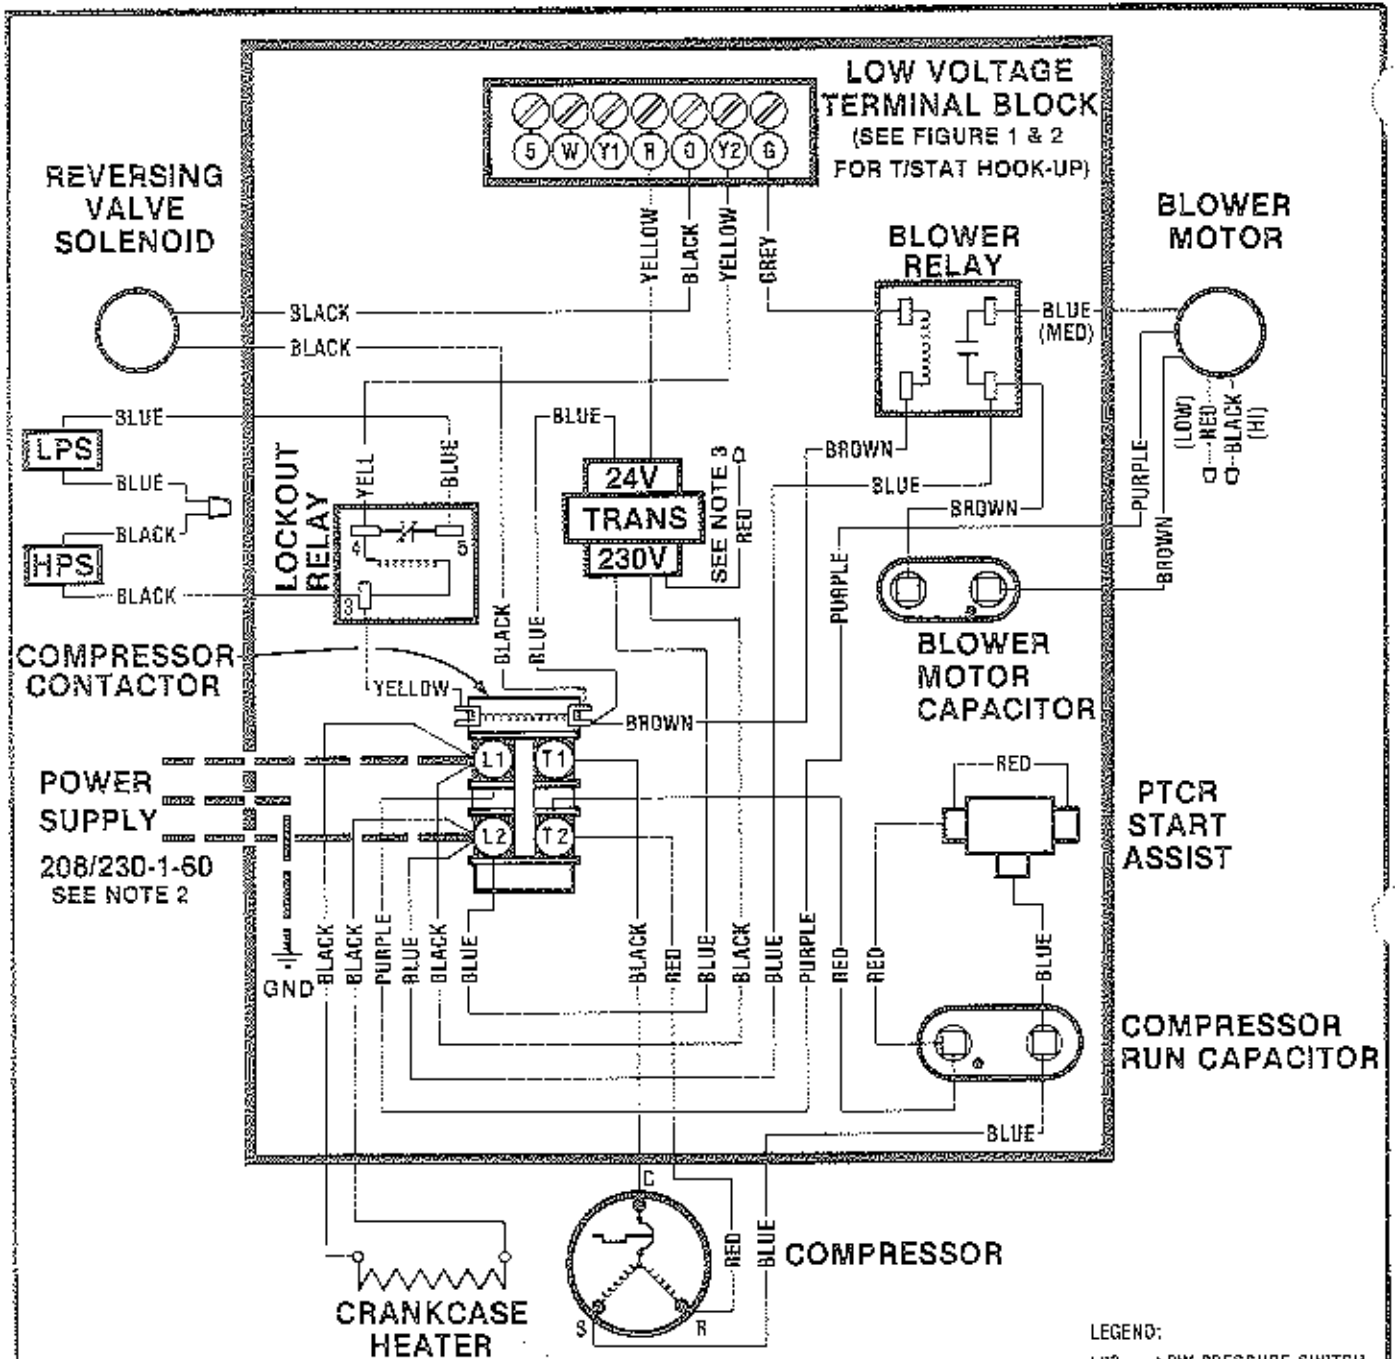 LOW VOLTAGE
TERMINAL BLOCK
(SEE FIGURE 1 & 2
FOR T/STAT HOOK-UP)
5 W Y1 R O Y2 G
REVERSING
VALVE
SOLENOID
BLOWER
MOTOR
BLOWER
RELAY
YELLOW
BLACK
YELLOW
GREY
BLACK
BLACK
BLUE
(MED)
(LOW)
RED
BLACK
(HI)
BLUE
LPS
BLUE
BLACK
HPS
BLACK
LOCKOUT
RELAY
YELL
BLUE
4 5
3
BLUE
24V
TRANS
230V
SEE NOTE 3
RED
BROWN
BLUE
BROWN
PURPLE
PURPLE
BROWN
BLACK
BLUE
BLOWER
MOTOR
CAPACITOR
COMPRESSOR
CONTACTOR
YELLOW
BROWN
L1 T1
L2 T2
POWER
SUPPLY
208/230-1-60
SEE NOTE 2
GND
RED
PTCR
START
ASSIST
BLACK
BLACK
PURPLE
BLUE
BLACK
BLUE
BLACK
RED
BLUE
BLACK
BLUE
PURPLE
RED
RED
BLUE
COMPRESSOR
RUN CAPACITOR
BLUE
C
S
R
RED
BLUE
COMPRESSOR
CRANKCASE
HEATER
LEGEND: